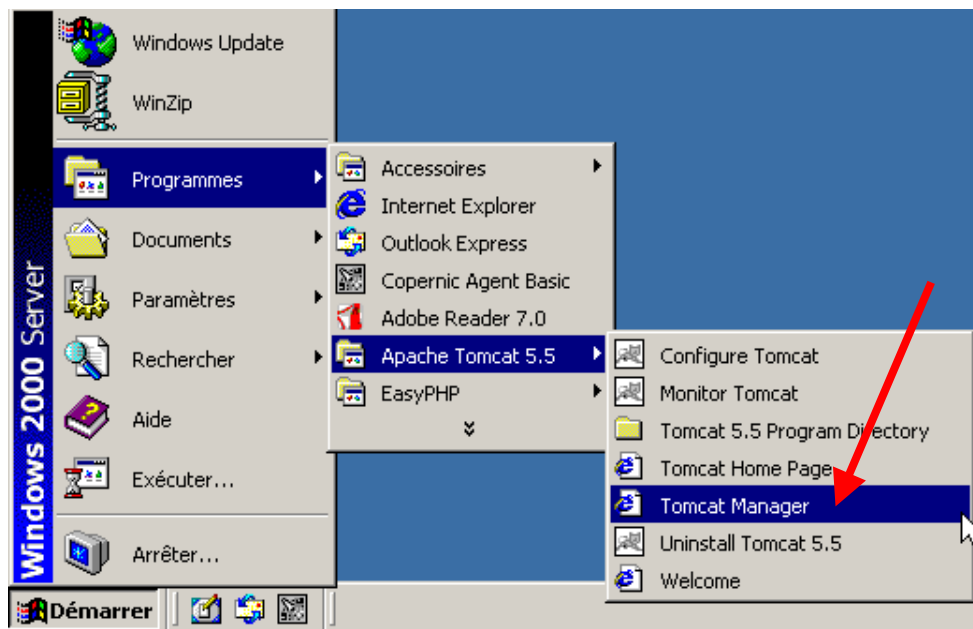 Windows 2000 Server
Windows Update
WinZip
Programmes
Documents
Paramètres
Rechercher
Aide
Exécuter...
Arrêter...
Accessoires
Internet Explorer
Outlook Express
Copernic Agent Basic
Adobe Reader 7.0
Apache Tomcat 5.5
EasyPHP
Configure Tomcat
Monitor Tomcat
Tomcat 5.5 Program Directory
Tomcat Home Page
Tomcat Manager
Uninstall Tomcat 5.5
Welcome
Démarrer